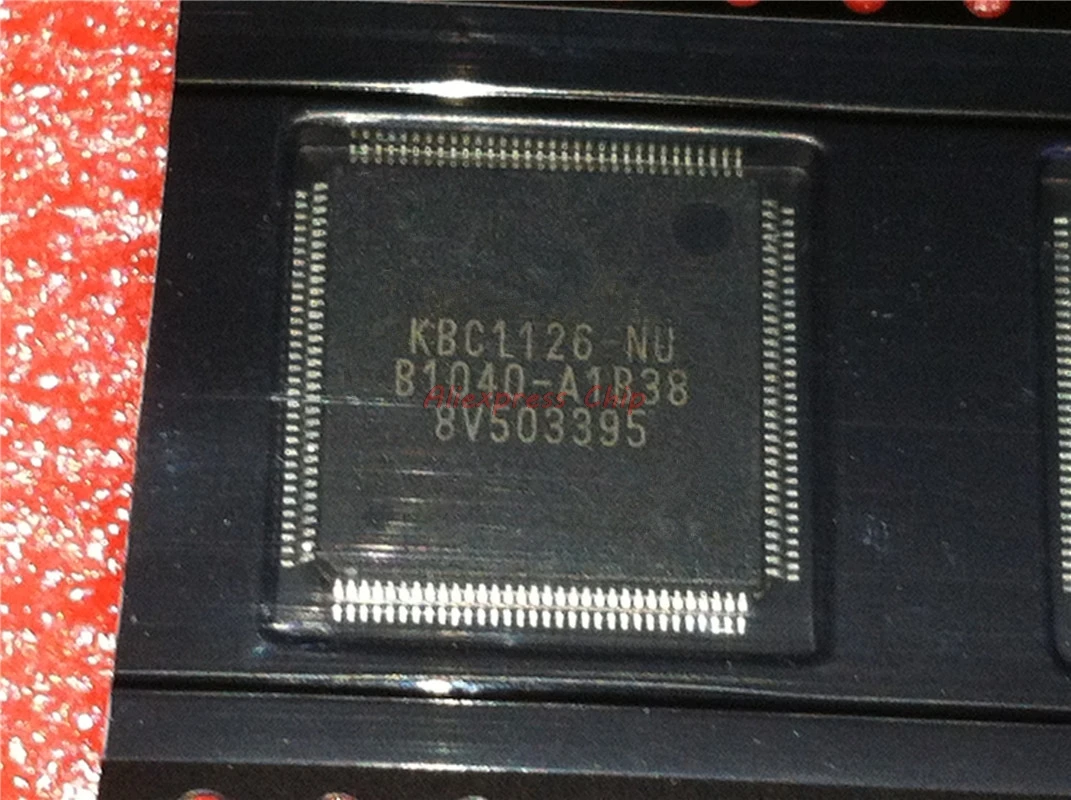 KBC1126-NU
B1040-A1B38
8V503395
Aliexpress Chip